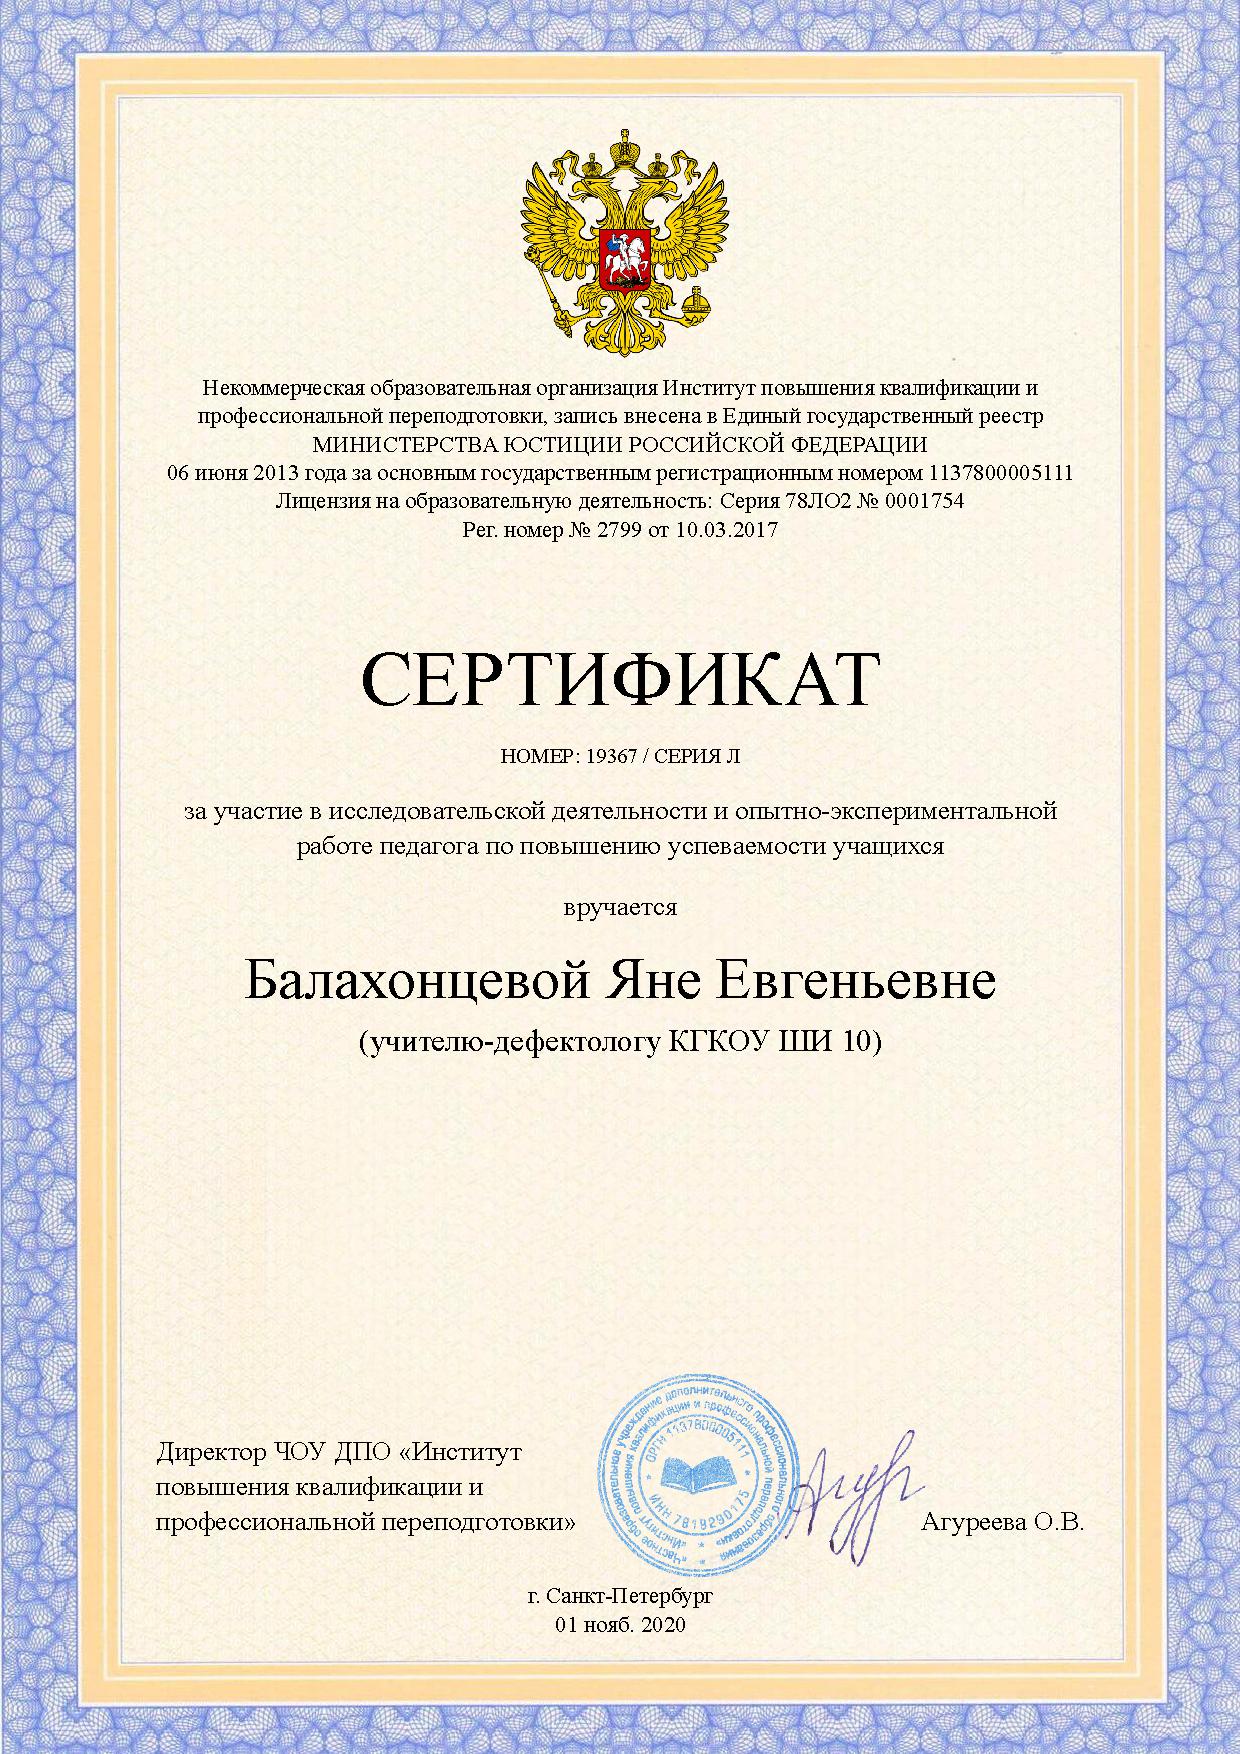 Некоммерческая образовательная организация Институт повышения квалификации и
профессиональной переподготовки, запись внесена в Единый государственный реестр
МИНИСТЕРСТВА ЮСТИЦИИ РОССИЙСКОЙ ФЕДЕРАЦИИ
06 июня 2013 года за основным государственным регистрационным номером 1137800005111
Лицензия на образовательную деятельность: Серия 78ЛО2 № 0001754
Рег. номер № 2799 от 10.03.2017
СЕРТИФИКАТ
НОМЕР: 19367 / СЕРИЯ Л
за участие в исследовательской деятельности и опытно-экспериментальной
работе педагога по повышению успеваемости учащихся
вручается
Балахонцевой Яне Евгеньевне
(учителю-дефектологу КГКОУ ШИ 10)
Директор ЧОУ ДПО «Институт
повышения квалификации и
профессиональной переподготовки»
«Частное образовательное учреждение дополнительного профессионального образования
«Институт повышения квалификации и профессиональной переподготовки»
ОРГН 1137800005111
ИНН 7819290175
Агуреева О.В.
г. Санкт-Петербург
01 нояб. 2020